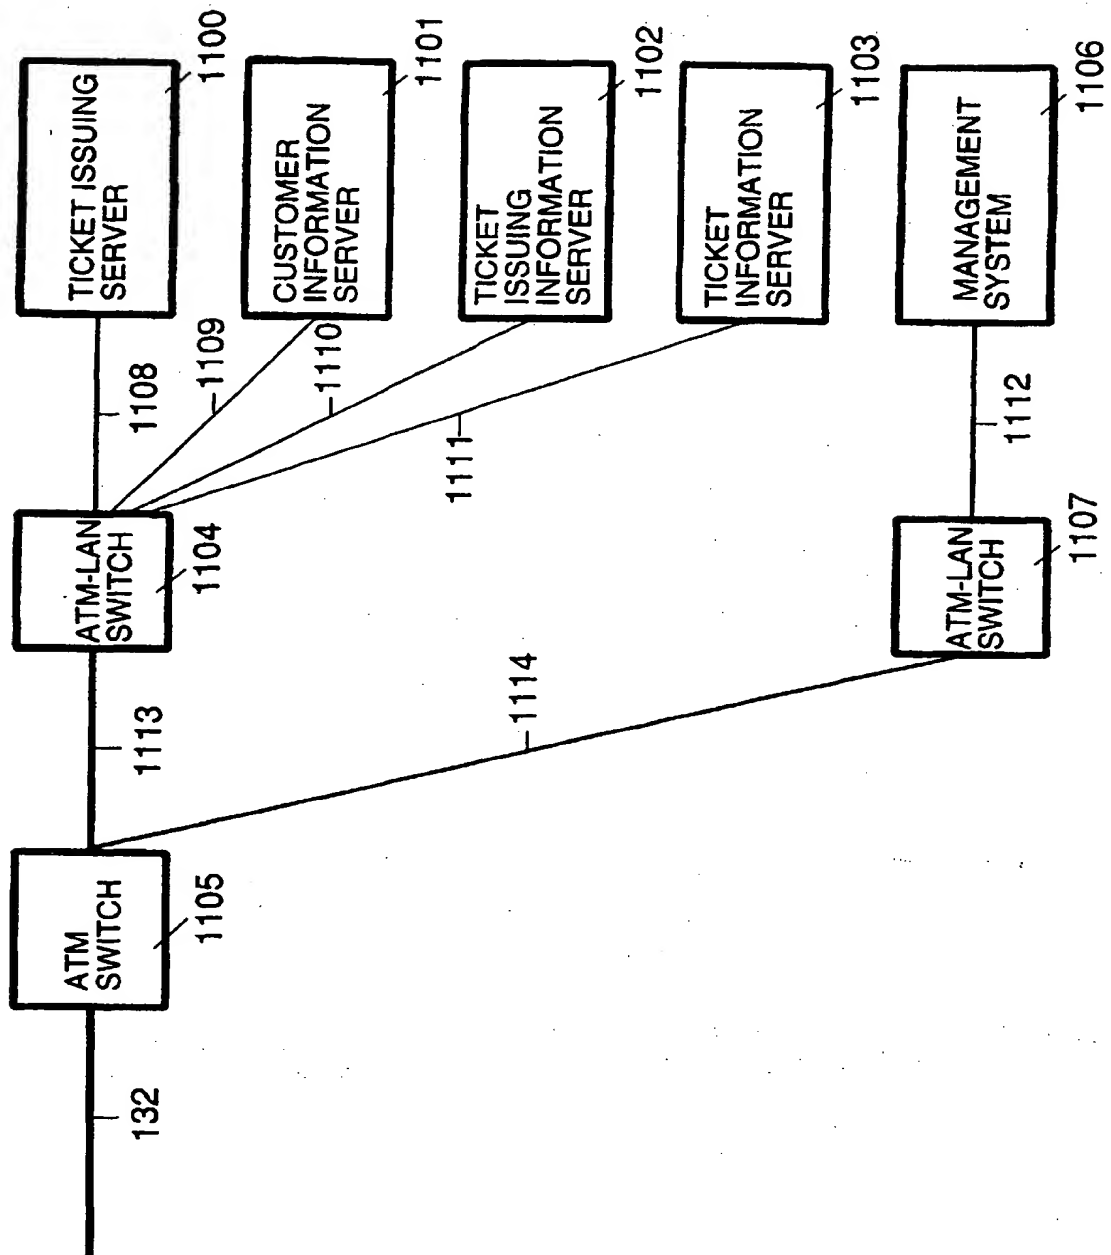 TICKET ISSUING
SERVER
1100
CUSTOMER
INFORMATION
SERVER
1101
TICKET
ISSUING
INFORMATION
SERVER
1102
TICKET
INFORMATION
SERVER
1103
MANAGEMENT
SYSTEM
1106
1108
1109
1110
1111
1112
ATM-LAN
SWITCH
1104
ATM-LAN
SWITCH
1107
1113
1114
ATM
SWITCH
1105
132